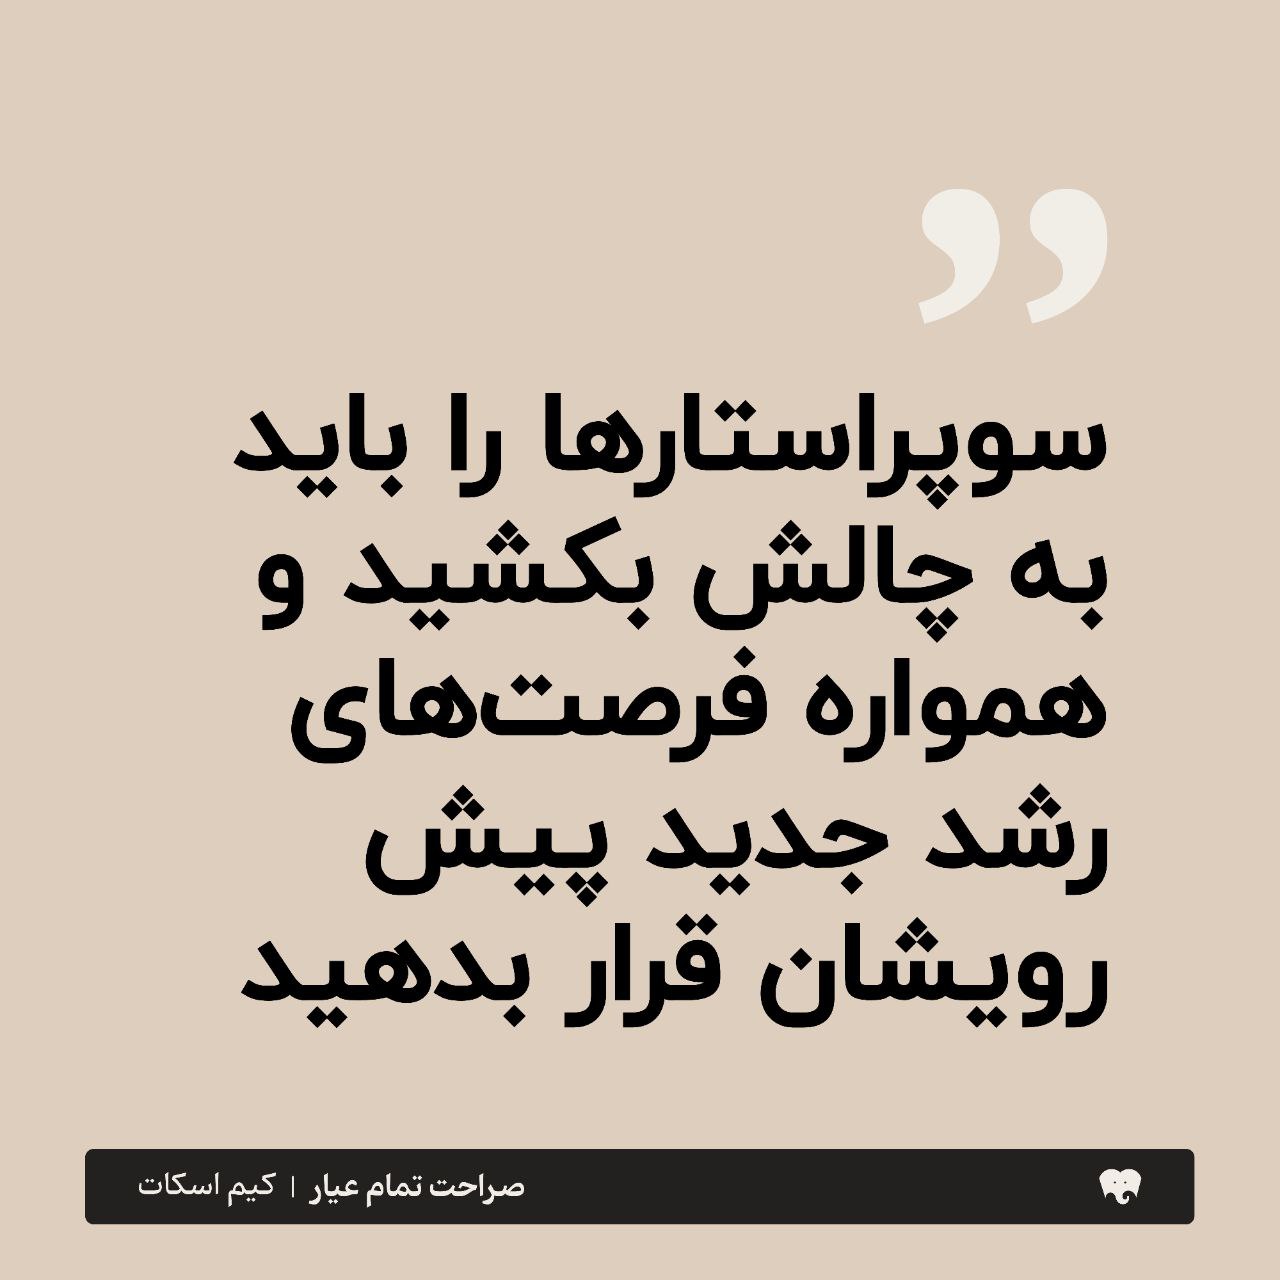 ”
سوپراستارها را باید
به چالش بکشید و
همواره فرصت‌های
رشد جدید پیش
رویشان قرار بدهید
صراحت تمام عیار | کیم اسکات